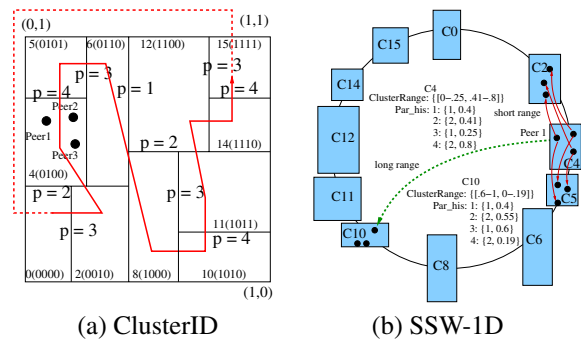 (0,1)
(1,1)
5(0101)
6(0110)
12(1100)
15(1111)
p = 3
p = 1
p = 3
p = 4
p = 4
Peer2
Peer1
Peer3
p = 2
14(1110)
4(0100)
p = 2
p = 3
p = 3
11(1011)
p = 4
0(0000)
2(0010)
8(1000)
10(1010)
(1,0)
(a) ClusterID
C0
C15
C2
C14
C4
ClusterRange: {[0-.25, .41-.8]}
Par_his: 1: {1, 0.4}
2: {2, 0.41}
3: {1, 0.25}
4: {2, 0.8}
short range
Peer 1
C12
C4
long range
C10
ClusterRange: {[.6-1, 0-.19]}
Par_his: 1: {1, 0.4}
2: {2, 0.55}
3: {1, 0.6}
4: {2, 0.19}
C11
C5
C10
C6
C8
(b) SSW-1D